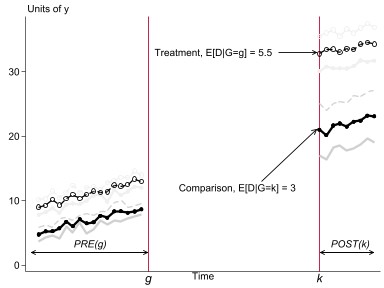 Units of y
Treatment, E[D|G=g] = 5.5
30
20
Comparison, E[D|G=k] = 3
10
PRE(g)
POST(k)
0
g
Time
k